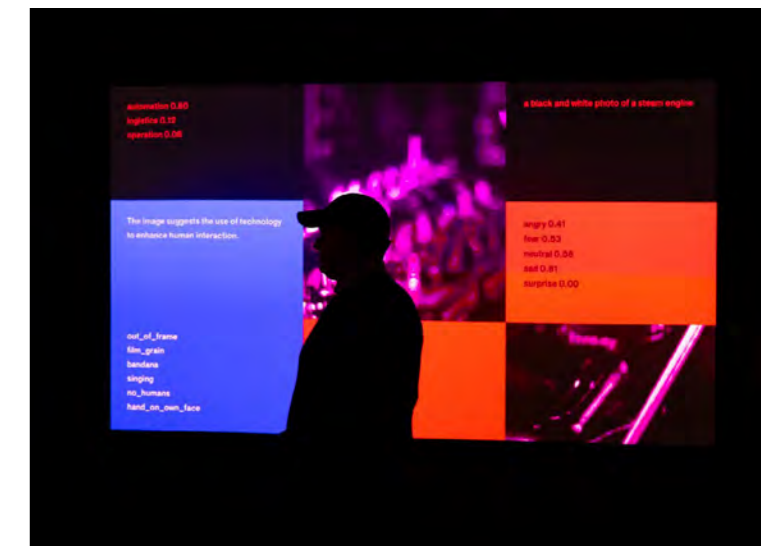 automation 0.80
logistics 0.12
operation 0.06
a black and white photo of a steam engine
The image suggests the use of technology
to enhance human interaction.
angry 0.41
fear 0.53
neutral 0.58
sad 0.81
surprise 0.00
out_of_frame
film_grain
bandana
singing
no_humans
hand_on_own_face